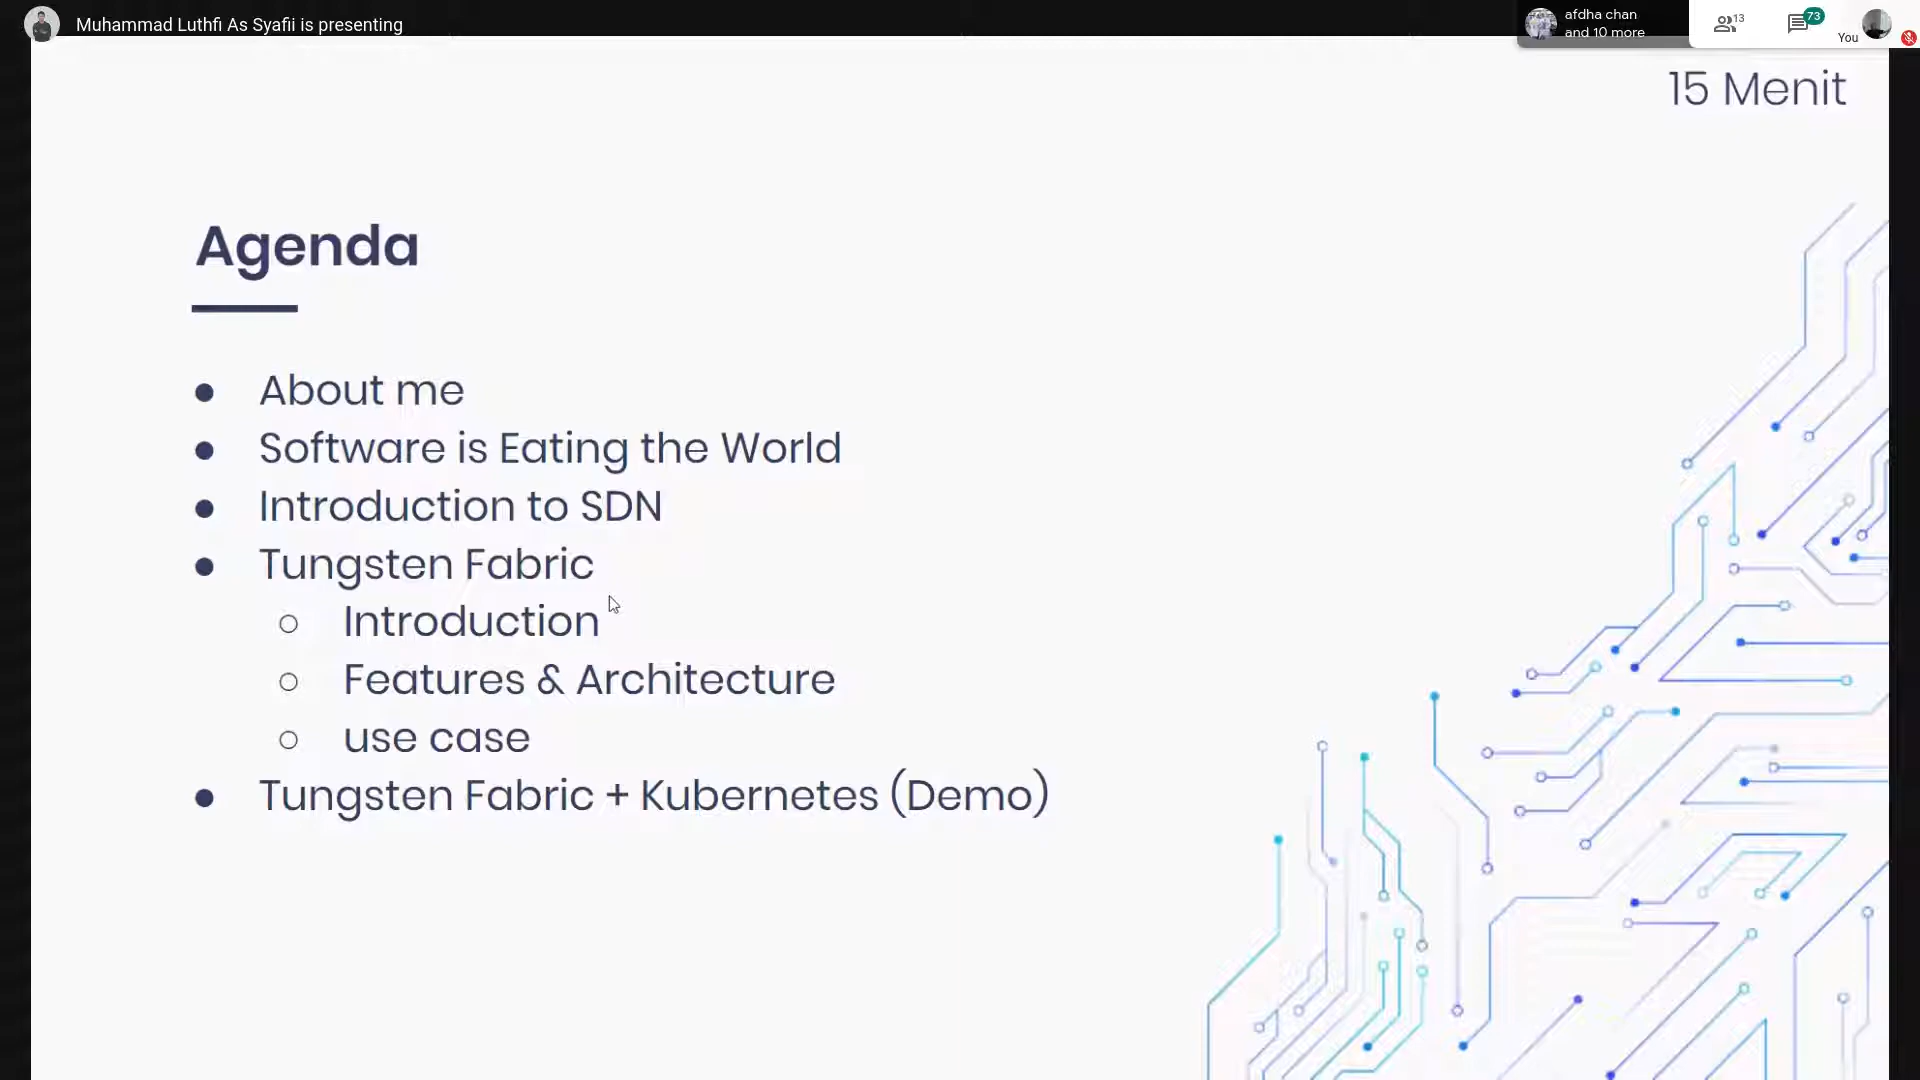 Muhammad Luthfi As Syafii is presenting
afdha chan
and 10 more
13
73
You
15 Menit
Agenda
● About me
● Software is Eating the World
● Introduction to SDN
● Tungsten Fabric
○ Introduction
○ Features & Architecture
○ use case
● Tungsten Fabric + Kubernetes (Demo)